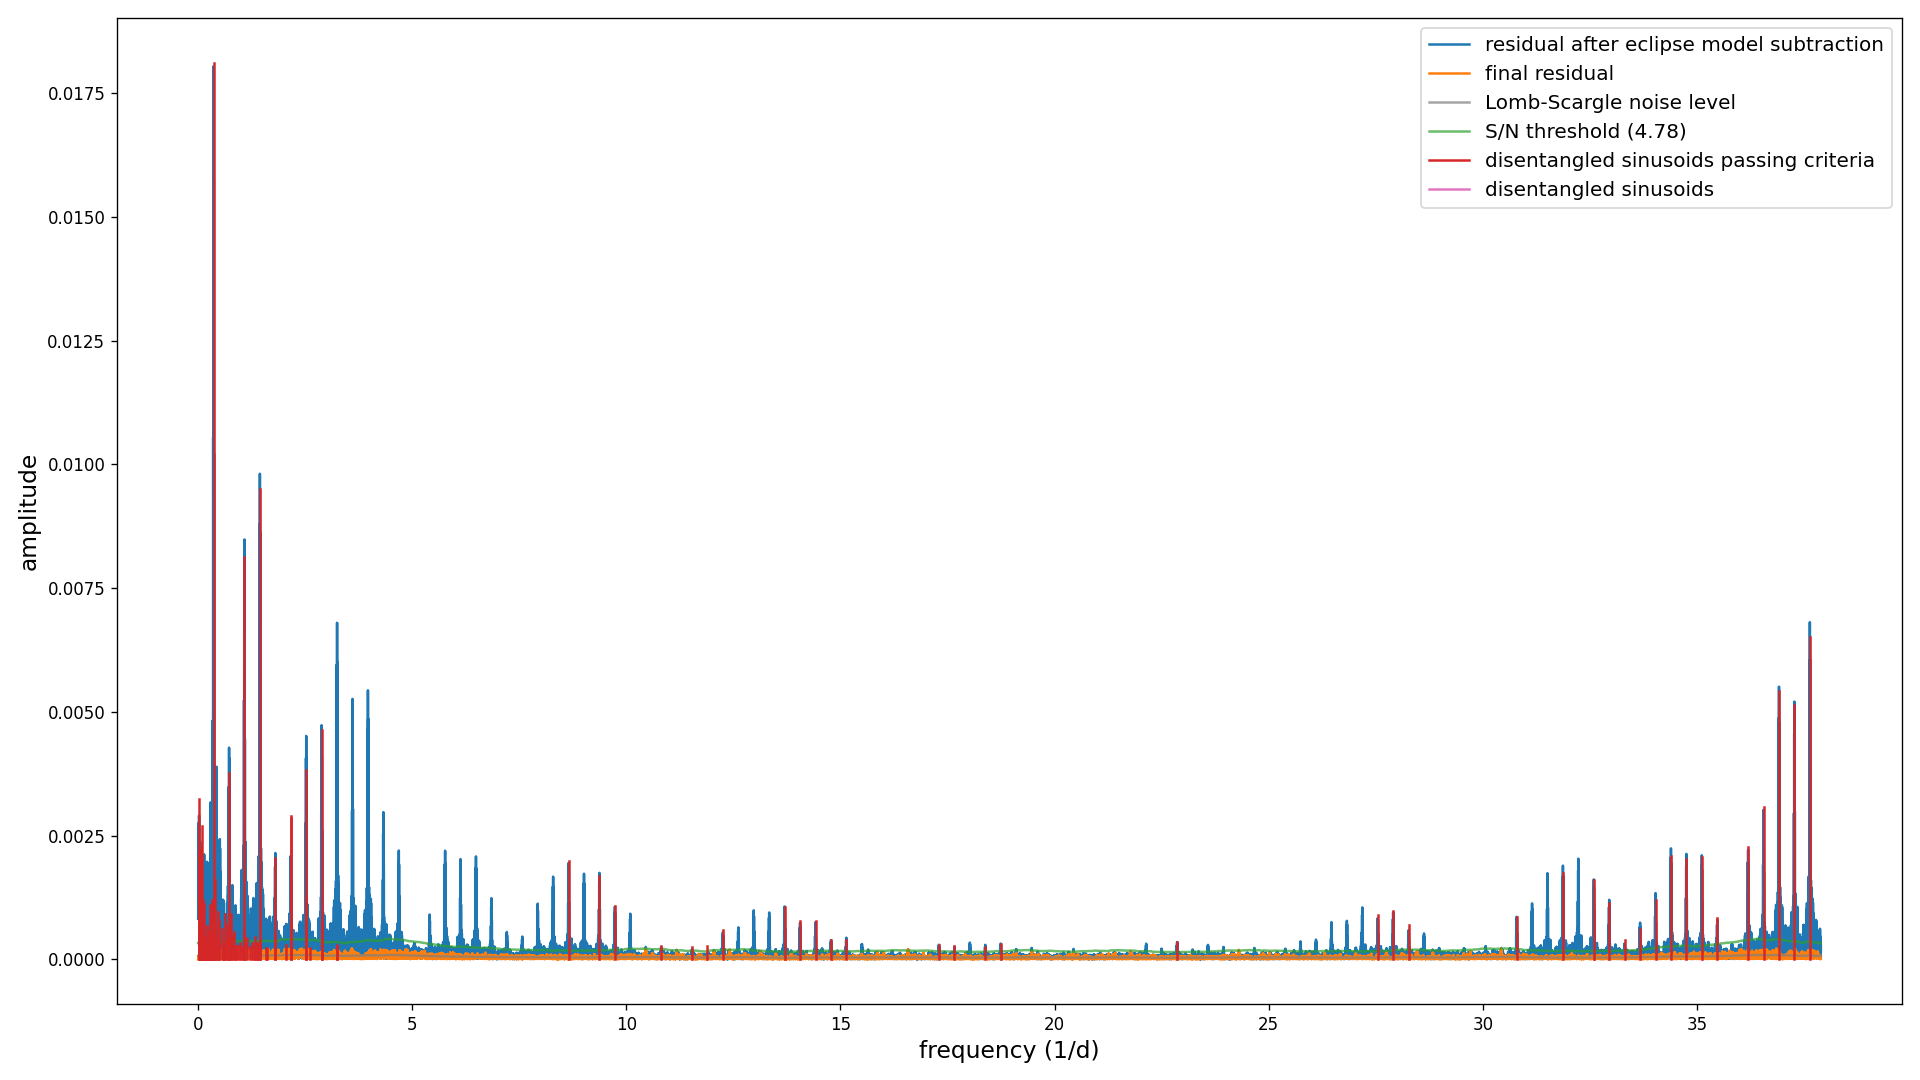 residual after eclipse model subtraction
final residual
Lomb-Scargle noise level
S/N threshold (4.78)
disentangled sinusoids passing criteria
disentangled sinusoids
0.0175
0.0150
0.0125
0.0100
0.0075
0.0050
0.0025
0.0000
amplitude
0 5 10 15 20 25 30 35
frequency (1/d)